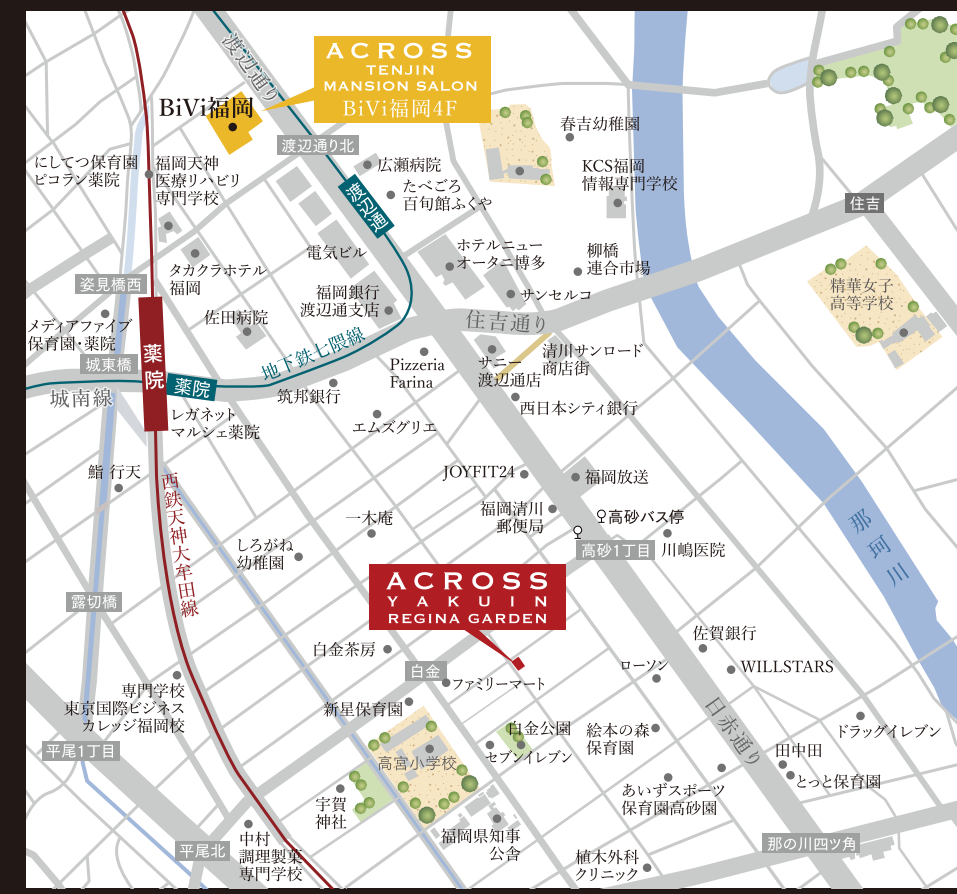 渡辺通り
ACROSS
TENJIN
MANSION SALON
BiVi福岡4F
BiVi福岡
渡辺通り北
春吉幼稚園
にしてつ保育園
ピコラン薬院
福岡天神
医療リハビリ
専門学校
広瀬病院
たべごろ
百旬館ふくや
KCS福岡
情報専門学校
渡辺通
住吉
電気ビル
ホテルニュー
オータニ博多
柳橋
連合市場
タカクラホテル
福岡
姿見橋西
福岡銀行
渡辺通支店
サンセルコ
精華女子
高等学校
メディアファイブ
保育園・薬院
佐田病院
住吉通り
城東橋
薬院
薬院
地下鉄七隈線
Pizzeria
Farina
サニー
渡辺通店
清川サンロード
商店街
城南線
筑邦銀行
レガネット
マルシェ薬院
エムズグリエ
西日本シティ銀行
鮨 行天
西鉄天神大牟田線
JOYFIT24
福岡放送
福岡清川
郵便局
高砂バス停
一木庵
しろがね
幼稚園
高砂1丁目
川嶋医院
那珂川
ACROSS
YAKUIN
REGINA GARDEN
露切橋
白金茶房
白金
ファミリーマート
佐賀銀行
ローソン
WILLSTARS
専門学校
東京国際ビジネス
カレッジ福岡校
新星保育園
白金公園
セブンイレブン
絵本の森
保育園
日赤通り
ドラッグイレブン
平尾1丁目
高宮小学校
田中田
とっと保育園
宇賀
神社
あいずスポーツ
保育園高砂園
福岡県知事
公舎
平尾北
中村
調理製菓
専門学校
植木外科
クリニック
那の川四ツ角